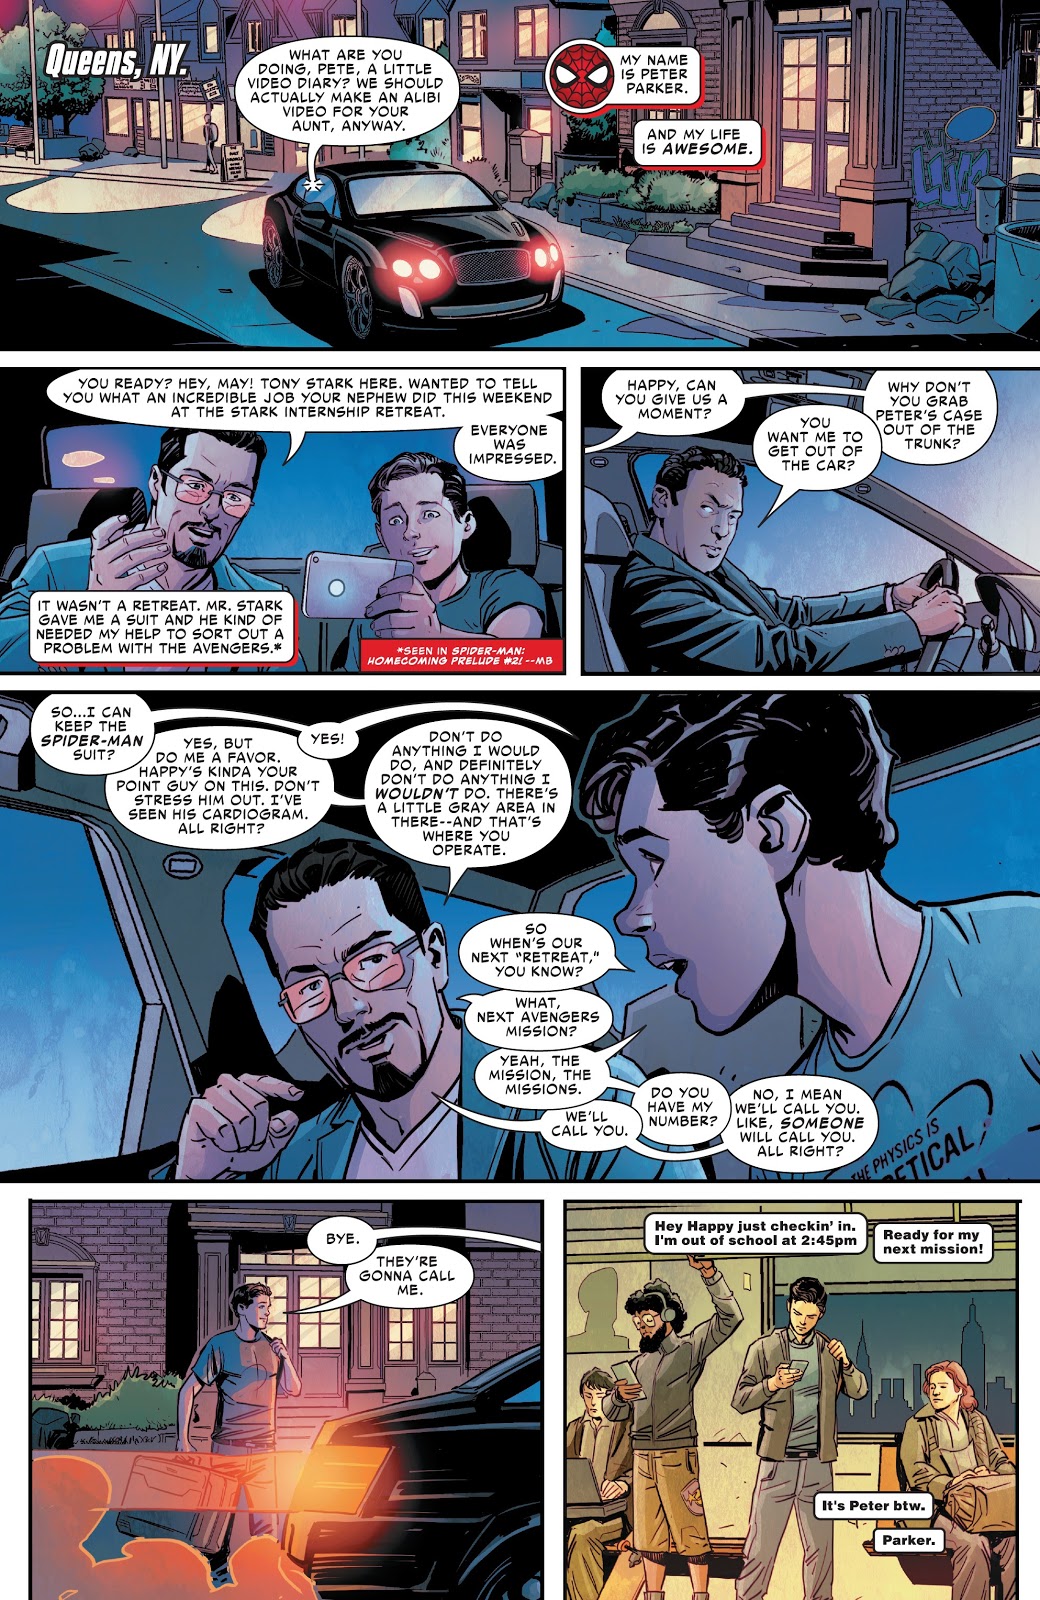 Queens, NY.
WHAT ARE YOU
DOING, PETE, A LITTLE
VIDEO DIARY? WE SHOULD
ACTUALLY MAKE AN ALIBI
VIDEO FOR YOUR
AUNT, ANYWAY.
MY NAME
IS PETER
PARKER.
AND MY LIFE
IS AWESOME.
YOU READY? HEY, MAY! TONY STARK HERE. WANTED TO TELL
YOU WHAT AN INCREDIBLE JOB YOUR NEPHEW DID THIS WEEKEND
AT THE STARK INTERNSHIP RETREAT.
EVERYONE
WAS
IMPRESSED.
IT WASN'T A RETREAT. MR. STARK
GAVE ME A SUIT AND HE KIND OF
NEEDED MY HELP TO SORT OUT A
PROBLEM WITH THE AVENGERS.*
*SEEN IN SPIDER-MAN:
HOMECOMING PRELUDE #2! --MB
HAPPY, CAN
YOU GIVE US A
MOMENT?
YOU
WANT ME TO
GET OUT OF
THE CAR?
WHY DON'T
YOU GRAB
PETER'S CASE
OUT OF THE
TRUNK?
SO...I CAN
KEEP THE
SPIDER-MAN
SUIT?
YES, BUT
DO ME A FAVOR.
HAPPY'S KINDA YOUR
POINT GUY ON THIS. DON'T
STRESS HIM OUT. I'VE
SEEN HIS CARDIOGRAM.
ALL RIGHT?
YES!
DON'T DO
ANYTHING I WOULD
DO, AND DEFINITELY
DON'T DO ANYTHING I
WOULDN'T DO. THERE'S
A LITTLE GRAY AREA IN
THERE--AND THAT'S
WHERE YOU
OPERATE.
SO
WHEN'S OUR
NEXT "RETREAT,"
YOU KNOW?
WHAT,
NEXT AVENGERS
MISSION?
YEAH, THE
MISSION, THE
MISSIONS.
WE'LL
CALL YOU.
DO YOU
HAVE MY
NUMBER?
NO, I MEAN
WE'LL CALL YOU.
LIKE, SOMEONE
WILL CALL YOU.
ALL RIGHT?
THE PHYSICS IS
RETICAL
BYE.
THEY'RE
GONNA CALL
ME.
Hey Happy just checkin' in.
I'm out of school at 2:45pm
Ready for my
next mission!
It's Peter btw.
Parker.